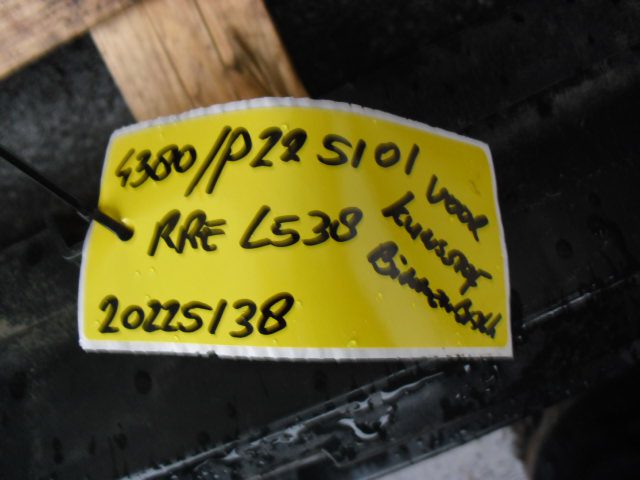 4380/P22 S101 voor
RRE L538 kunststof
20225138